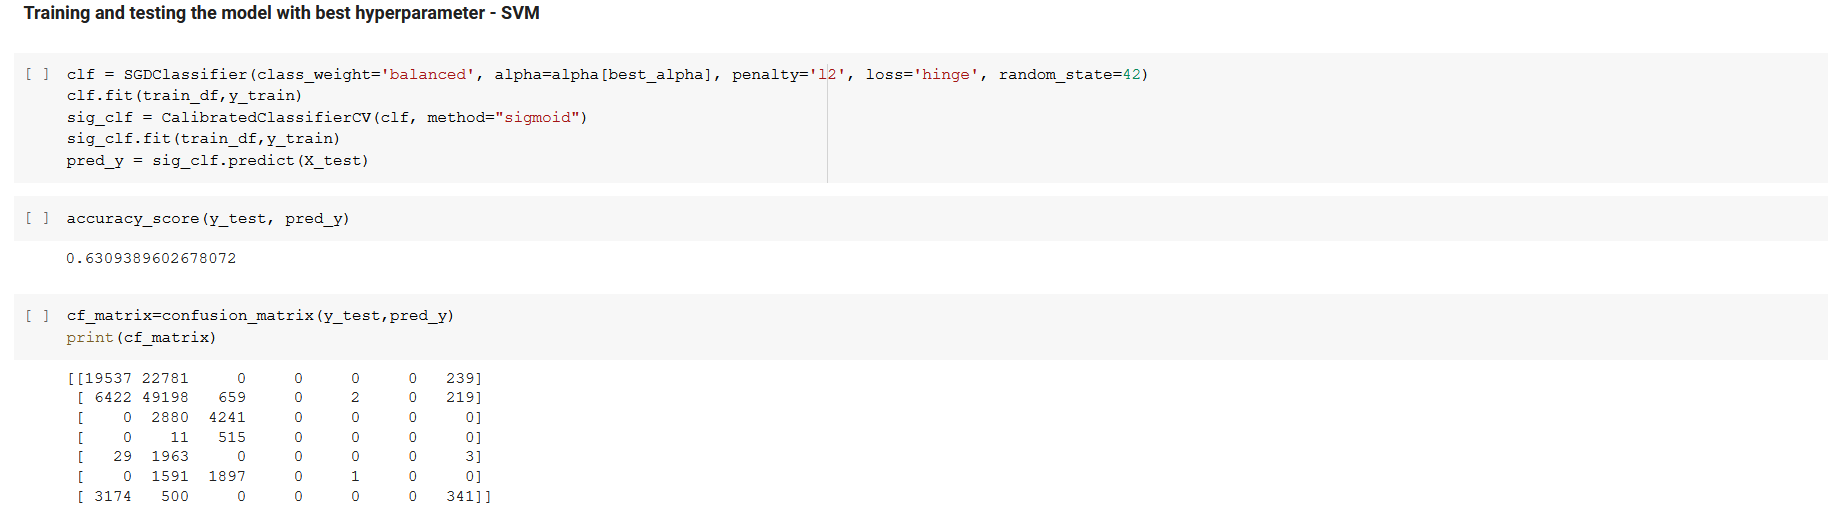 Training and testing the model with best hyperparameter - SVM
[ ] clf = SGDClassifier(class_weight='balanced', alpha=alpha[best_alpha], penalty='l2', loss='hinge', random_state=42)
clf.fit(train_df,y_train)
sig_clf = CalibratedClassifierCV(clf, method="sigmoid")
sig_clf.fit(train_df,y_train)
pred_y = sig_clf.predict(X_test)
[ ] accuracy_score(y_test, pred_y)
0.6309389602678072
[ ] cf_matrix=confusion_matrix(y_test,pred_y)
print(cf_matrix)
[[19537 22781 0 0 0 0 239]
[ 6422 49198 659 0 2 0 219]
[ 0 2880 4241 0 0 0 0]
[ 0 11 515 0 0 0 0]
[ 29 1963 0 0 0 0 3]
[ 0 1591 1897 0 1 0 0]
[ 3174 500 0 0 0 0 341]]